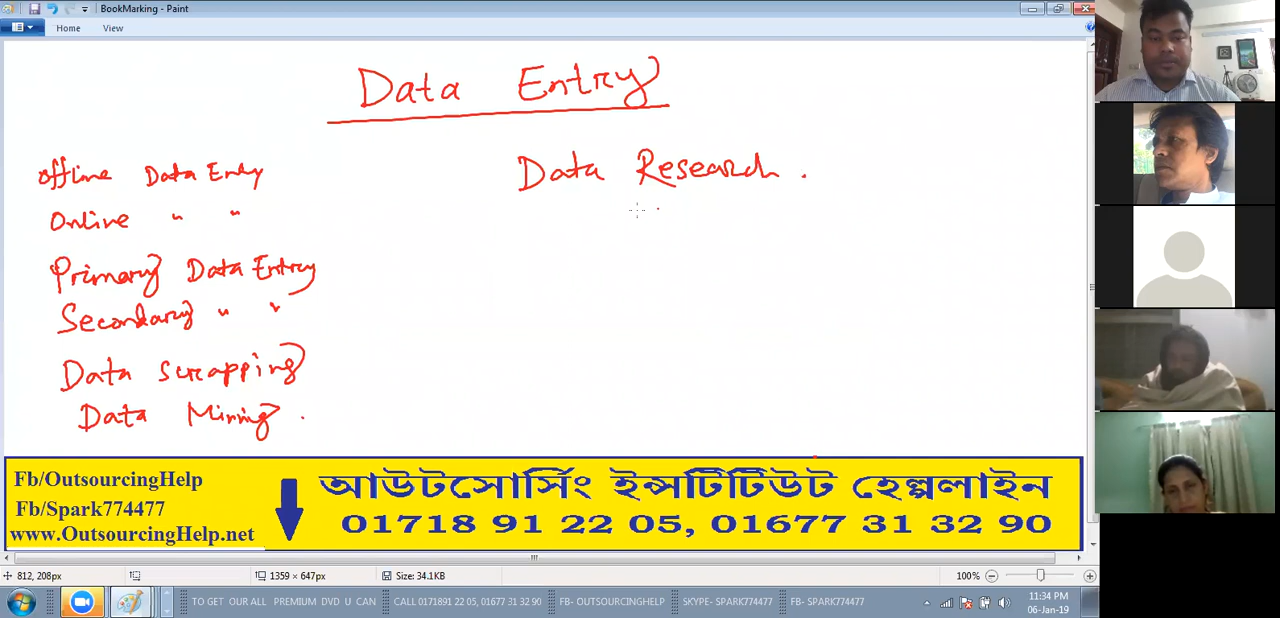 BookMarking - Paint
Home View
Data Entry
offline Data Entry
Data Research .
Online " "
Primary Data Entry
Secondary " "
Data Scrapping
Data Mining .
Fb/OutsourcingHelp
Fb/Spark774477
www.OutsourcingHelp.net
আউটসোর্সিং ইন্সটিটিউট হেল্পলাইন
01718 91 22 05, 01677 31 32 90
812, 208px
1359 × 647px
Size: 34.1KB
100%
TO GET OUR ALL PREMIUM DVD U CAN
CALL 0171891 22 05, 01677 31 32 90
FB- OUTSOURCINGHELP
SKYPE- SPARK774477
FB- SPARK774477
11:34 PM
06-Jan-19